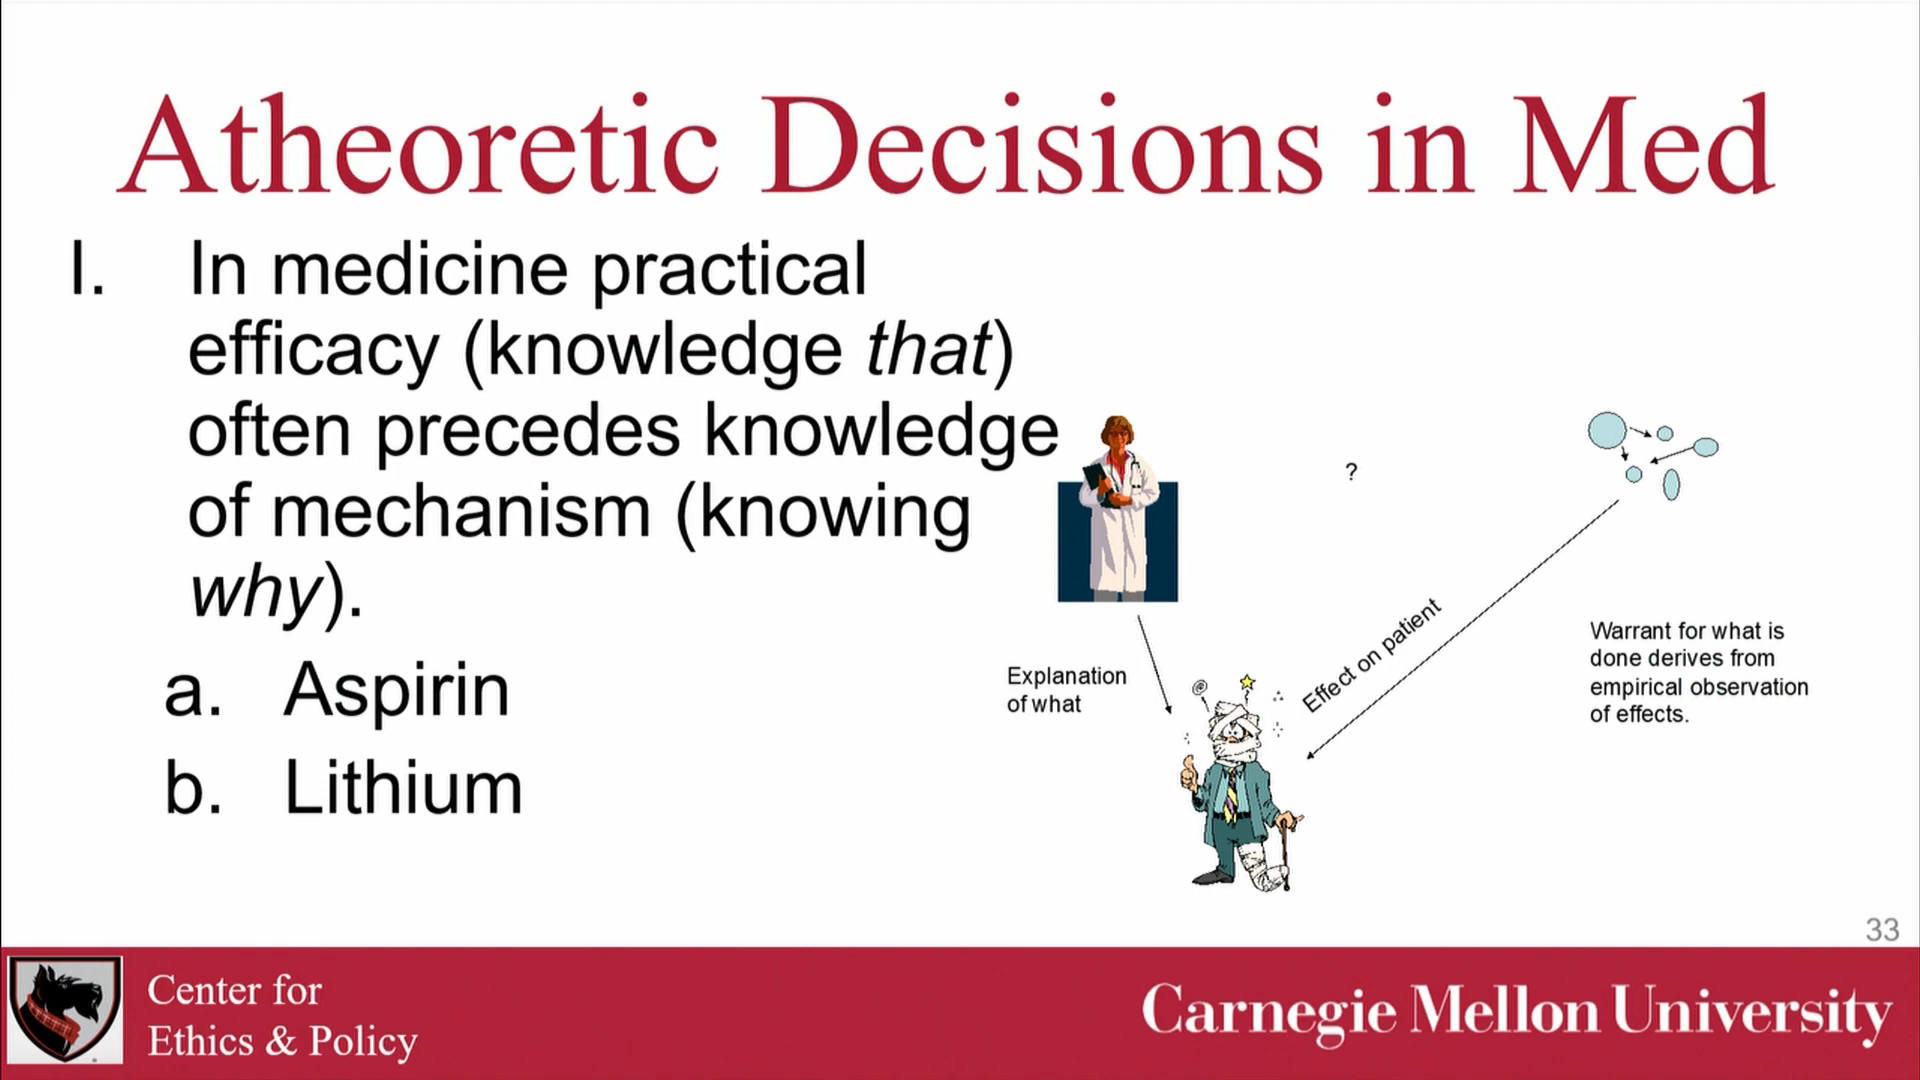 Atheoretic Decisions in Med
I. In medicine practical
efficacy (knowledge that)
often precedes knowledge
of mechanism (knowing
why).
a. Aspirin
b. Lithium
?
Explanation
of what
Effect on patient
Warrant for what is
done derives from
empirical observation
of effects.
33
Center for
Ethics & Policy
Carnegie Mellon University